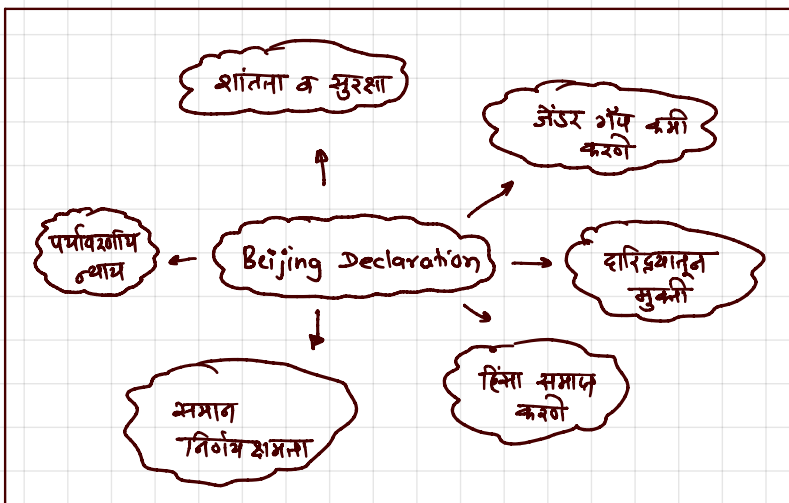 शांतता व सुरक्षा
जेंडर गॅप कमी
करणे
पर्यावरणीय
न्याय
Beijing Declaration
दारिद्र्यातून
मुक्ती
हिंसा समाप्त
करणे
समान
निर्णयक्षमता